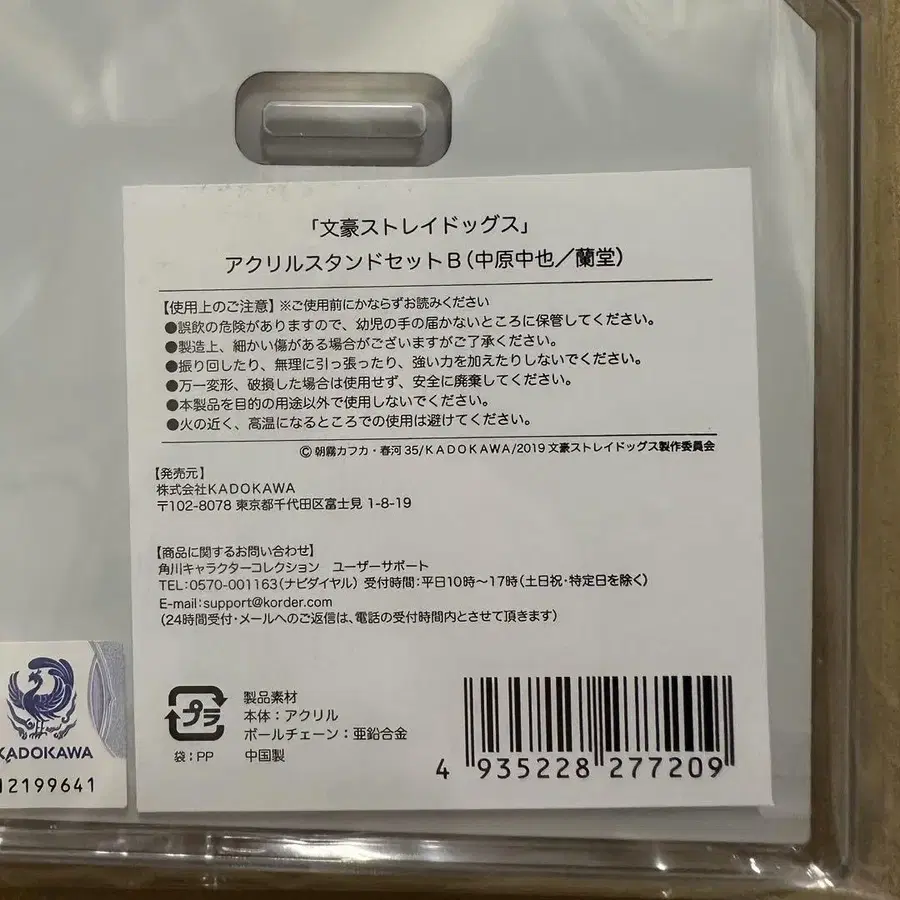 「文豪ストレイドッグス」
アクリルスタンドセットB(中原中也／蘭堂)
【使用上のご注意】※ご使用前にかならずお読みください
●誤飲の危険がありますので、幼児の手の届かないところに保管してください。
●製造上、細かい傷がある場合がございますがご了承ください。
●振り回したり、無理に引っ張ったり、強い力を加えたりしないでください。
●万一変形、破損した場合は使用せず、安全に廃棄してください。
●本製品を目的の用途以外で使用しないでください。
●火の近く、高温になるところでの使用は避けてください。
©朝霧カフカ・春河35/KADOKAWA/2019文豪ストレイドッグス製作委員会
【発売元】
株式会社KADOKAWA
〒102-8078 東京都千代田区富士見 1-8-19
【商品に関するお問い合わせ】
角川キャラクターコレクション　ユーザーサポート
TEL:0570-001163(ナビダイヤル) 受付時間:平日10時〜17時(土日祝・特定日を除く)
E-mail:support@korder.com
(24時間受付・メールへのご返信は、電話の受付時間内とさせて頂きます)
プラ
袋:PP
製品素材
本体:アクリル
ボールチェーン:亜鉛合金
中国製
4 935228 277209
KADOKAWA
12199641